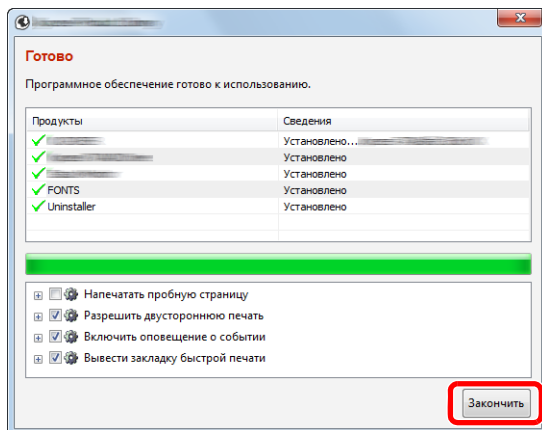 Готово
Программное обеспечение готово к использованию.
Продукты Сведения
Установлено...
Установлено
Установлено
FONTS Установлено
Uninstaller Установлено
Напечатать пробную страницу
Разрешить двустороннюю печать
Включить оповещение о событии
Вывести закладку быстрой печати
Закончить